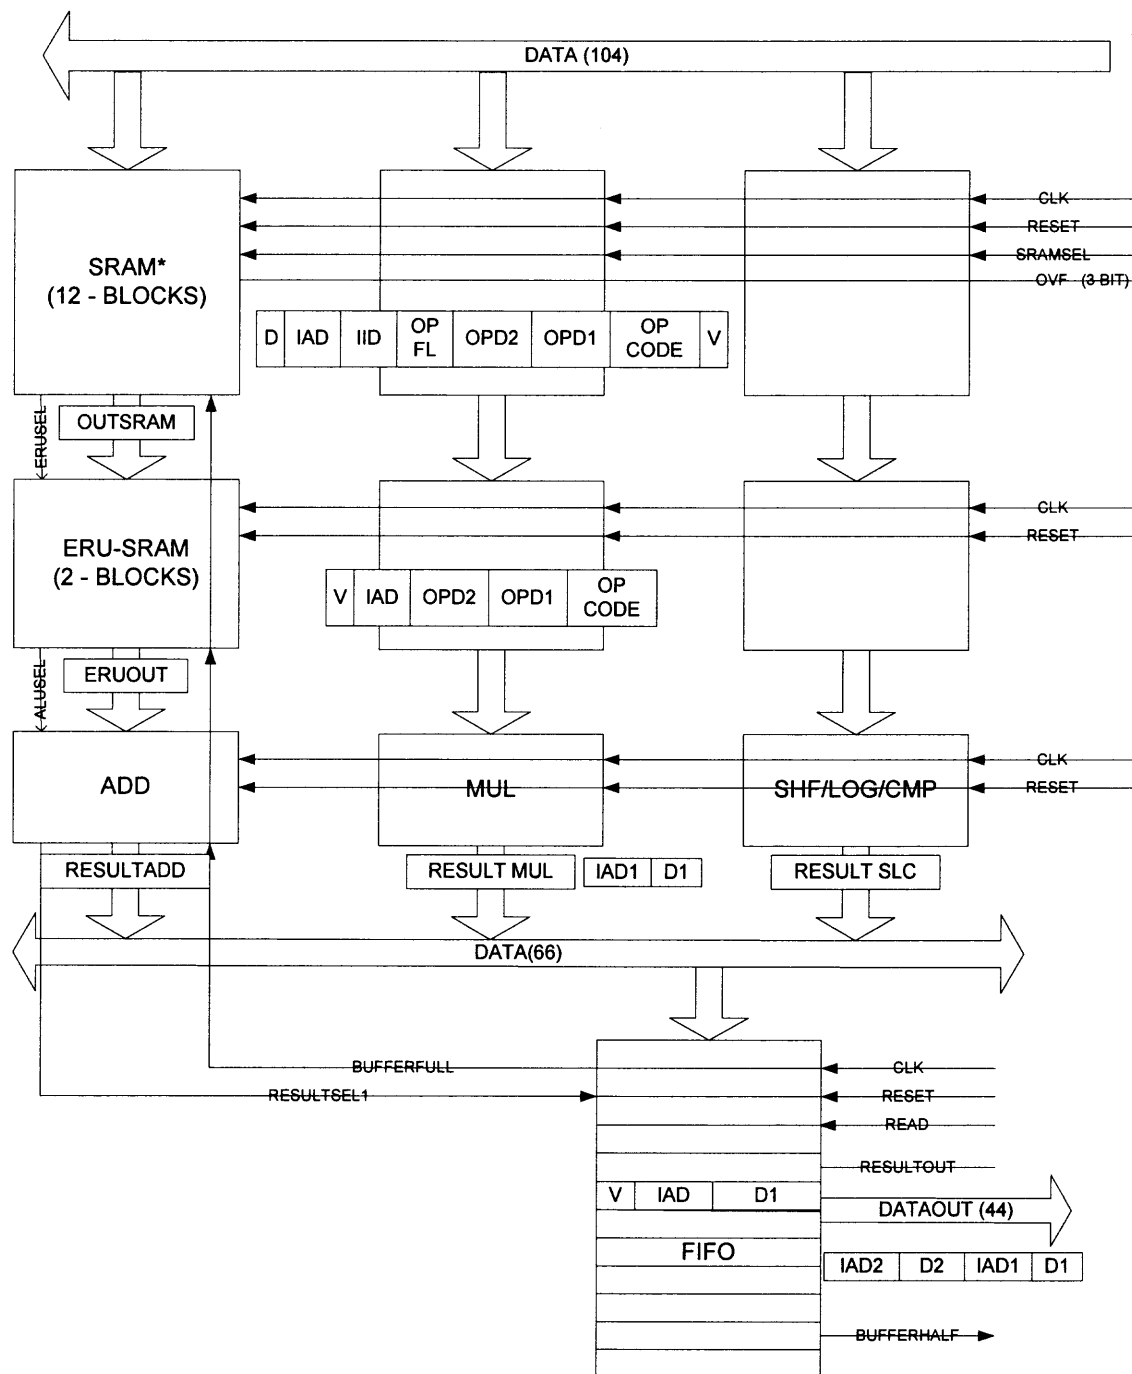 DATA (104)
CLK
RESET
SRAMSEL
OVF (3 BIT)
SRAM*
(12 - BLOCKS)
D IAD IID OP FL OPD2 OPD1 OP CODE V
ERUSEL
OUTSRAM
CLK
RESET
ERU-SRAM
(2 - BLOCKS)
V IAD OPD2 OPD1 OP CODE
ALUSEL
ERUOUT
CLK
RESET
ADD
MUL
SHF/LOG/CMP
RESULTADD
RESULT MUL
IAD1 D1
RESULT SLC
DATA(66)
BUFFERFULL
RESULTSEL1
CLK
RESET
READ
RESULTOUT
V IAD D1
DATAOUT (44)
FIFO
IAD2 D2 IAD1 D1
BUFFERHALF